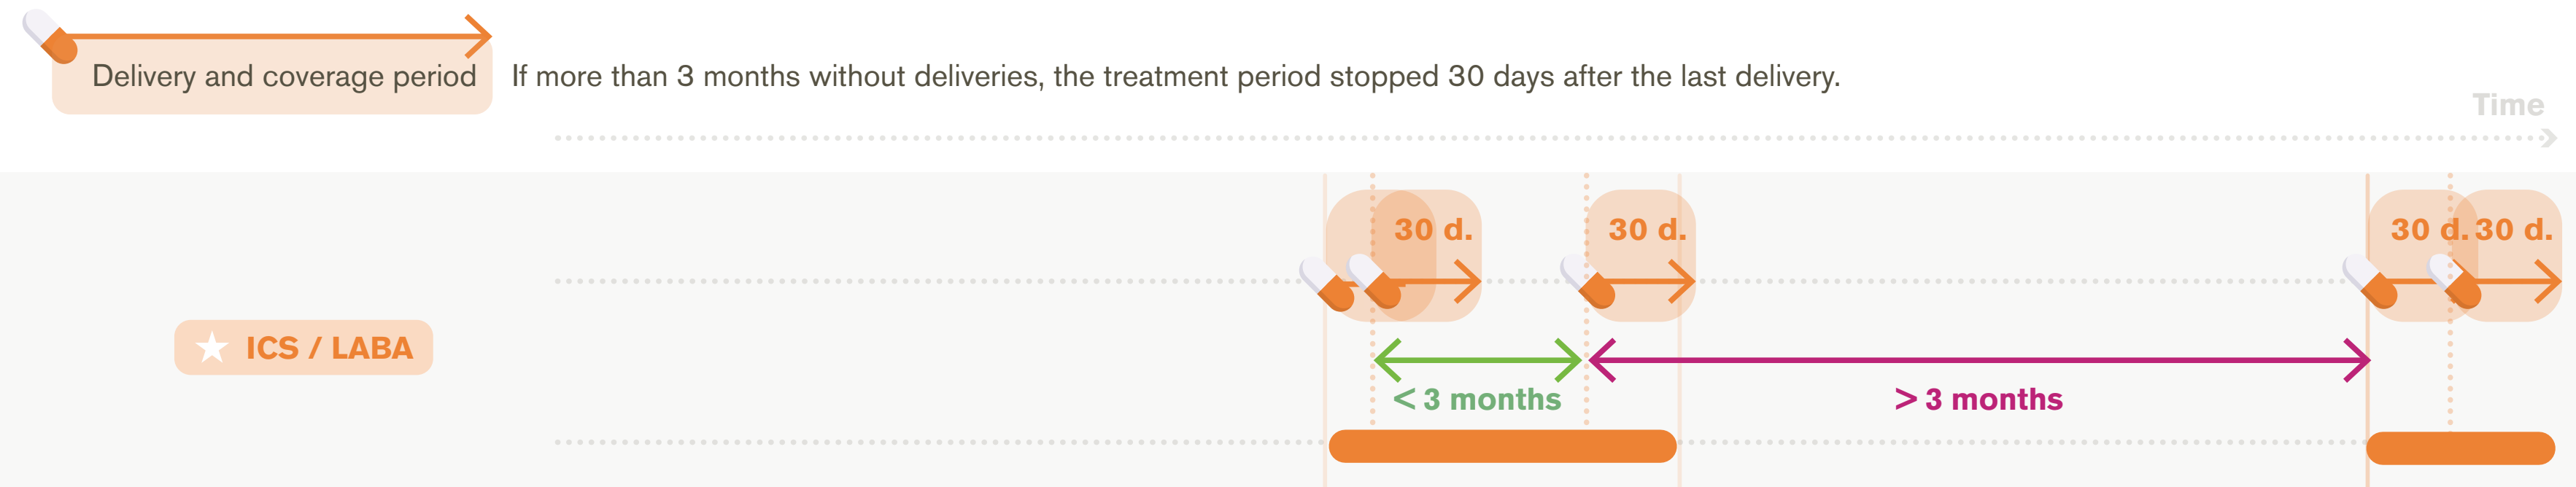 Delivery and coverage period
If more than 3 months without deliveries, the treatment period stopped 30 days after the last delivery.
Time
30 d.
30 d.
30 d.
30 d.
ICS / LABA
< 3 months
> 3 months